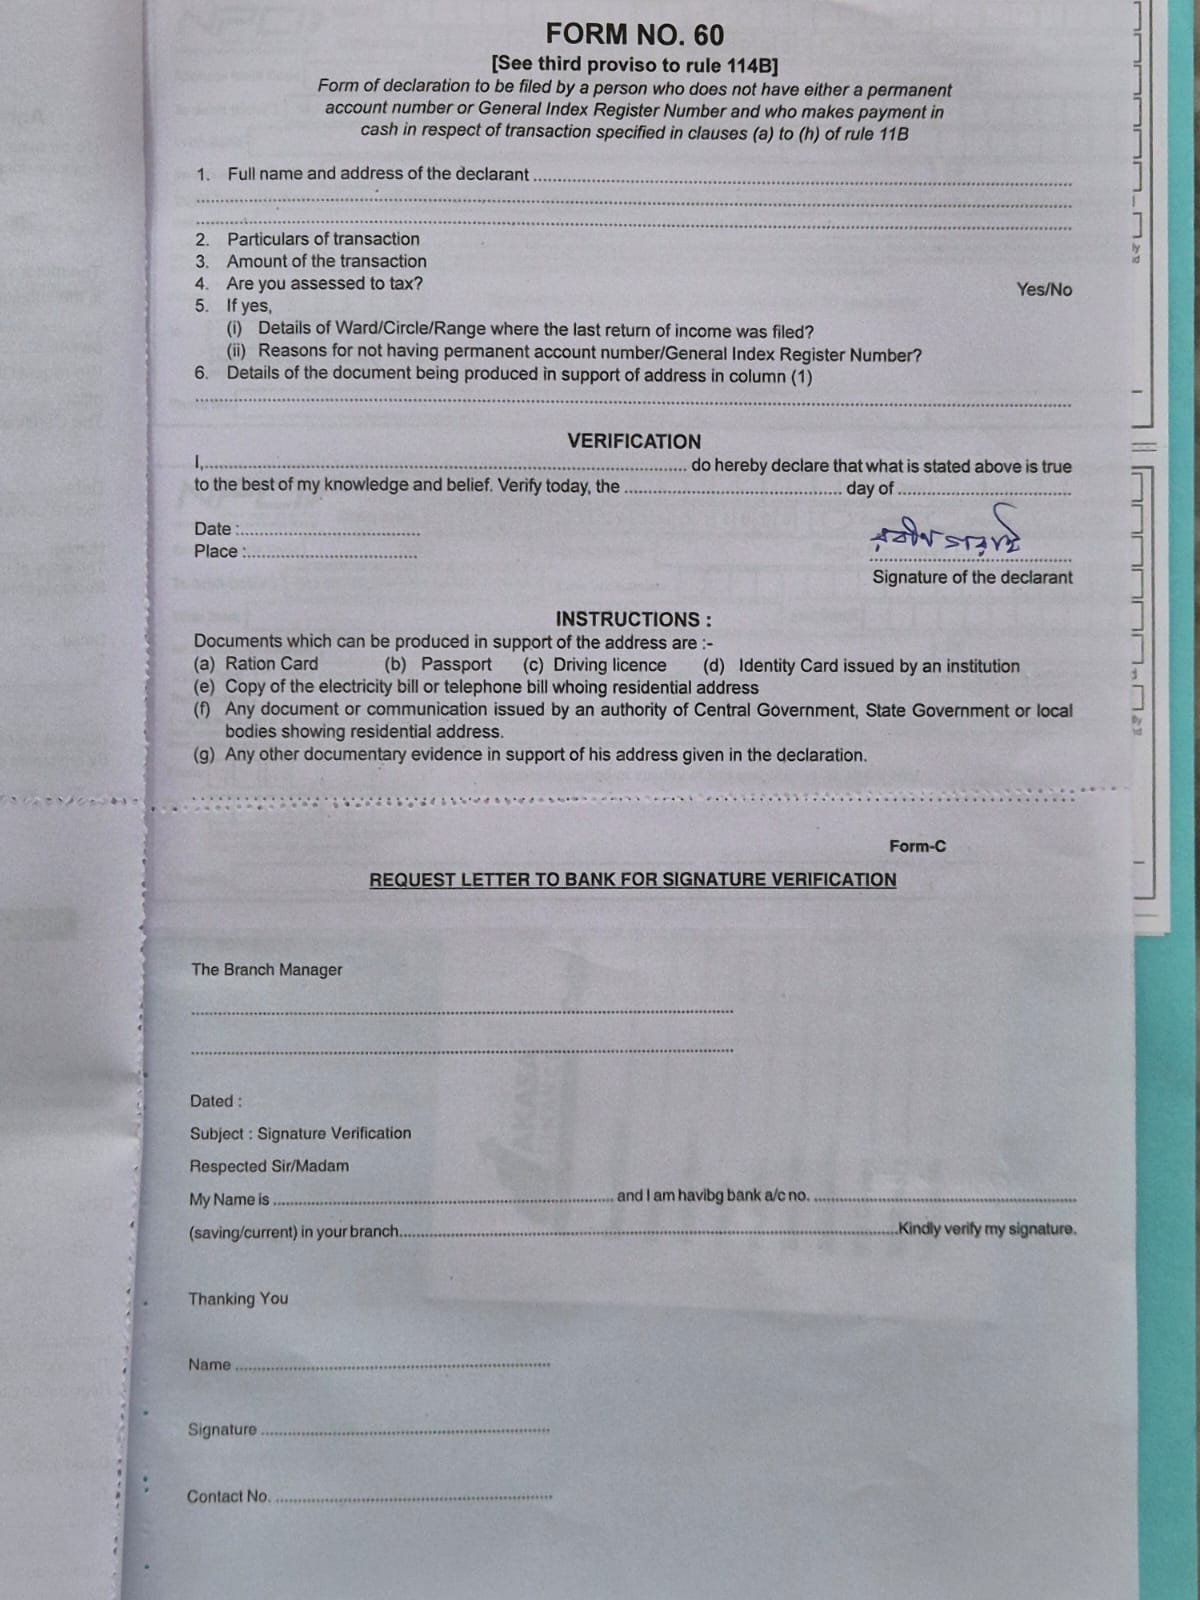 FORM NO. 60
[See third proviso to rule 114B]
Form of declaration to be filed by a person who does not have either a permanent
account number or General Index Register Number and who makes payment in
cash in respect of transaction specified in clauses (a) to (h) of rule 11B
1. Full name and address of the declarant
2. Particulars of transaction
3. Amount of the transaction
4. Are you assessed to tax? Yes/No
5. If yes,
(i) Details of Ward/Circle/Range where the last return of income was filed?
(ii) Reasons for not having permanent account number/General Index Register Number?
6. Details of the document being produced in support of address in column (1)
VERIFICATION
I,........ do hereby declare that what is stated above is true
to the best of my knowledge and belief. Verify today, the ........ day of ........
Date :........
Place :........
Signature of the declarant
INSTRUCTIONS :
Documents which can be produced in support of the address are :-
(a) Ration Card (b) Passport (c) Driving licence (d) Identity Card issued by an institution
(e) Copy of the electricity bill or telephone bill whoing residential address
(f) Any document or communication issued by an authority of Central Government, State Government or local
bodies showing residential address.
(g) Any other documentary evidence in support of his address given in the declaration.
Form-C
REQUEST LETTER TO BANK FOR SIGNATURE VERIFICATION
The Branch Manager
Dated :
Subject : Signature Verification
Respected Sir/Madam
My Name is ........ and I am havibg bank a/c no. ........
(saving/current) in your branch........Kindly verify my signature.
Thanking You
Name ........
Signature ........
Contact No. ........